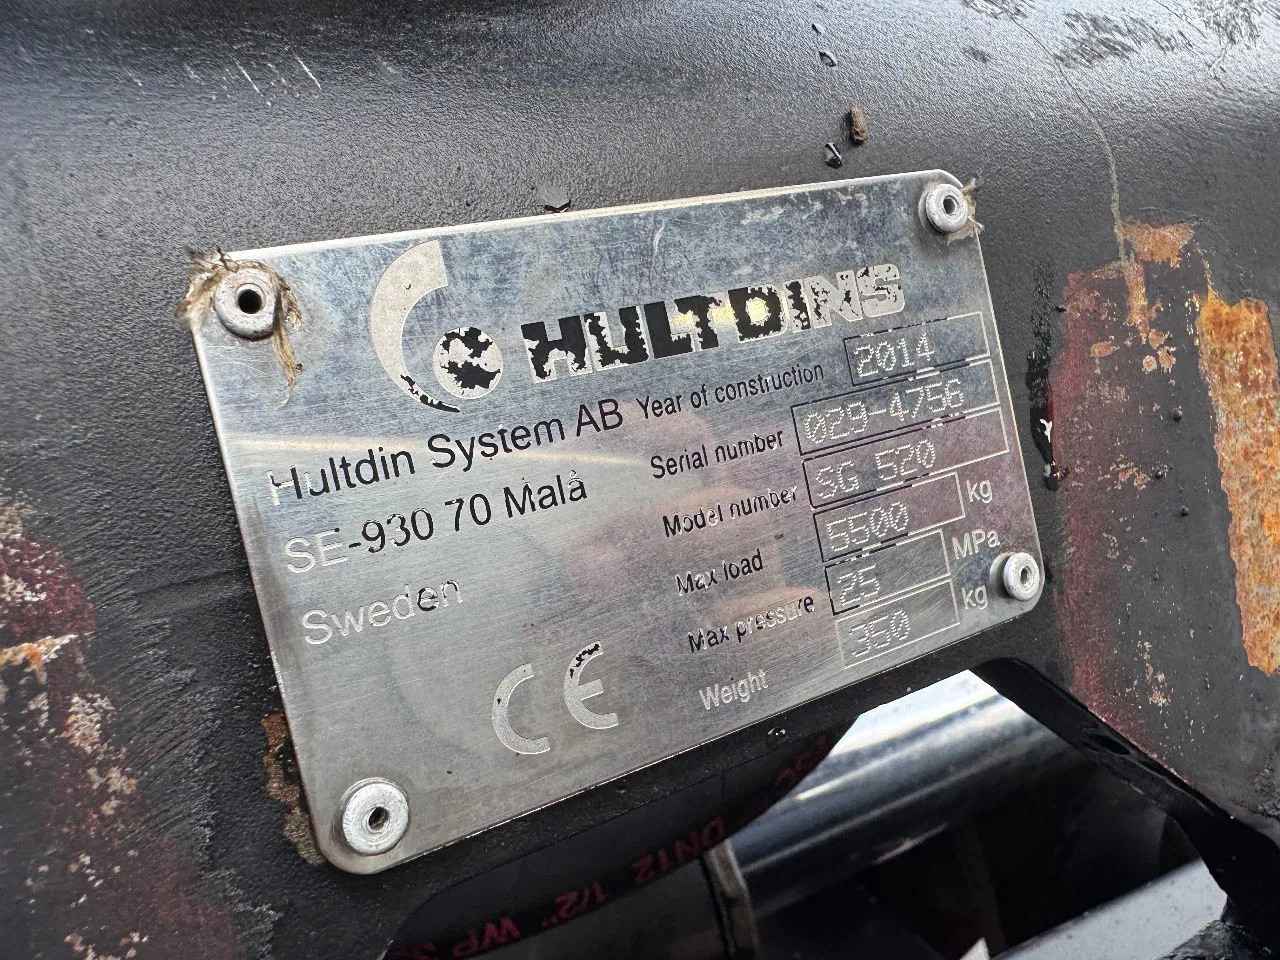 HULTDINS
Hultdin System AB
SE-930 70 Malå
Sweden
CE
Year of construction 2014
Serial number 029-4756
Model number SG 520
Max load 5500 kg
Max pressure 25 MPa
Weight 350 kg
DN12 1/2" WP